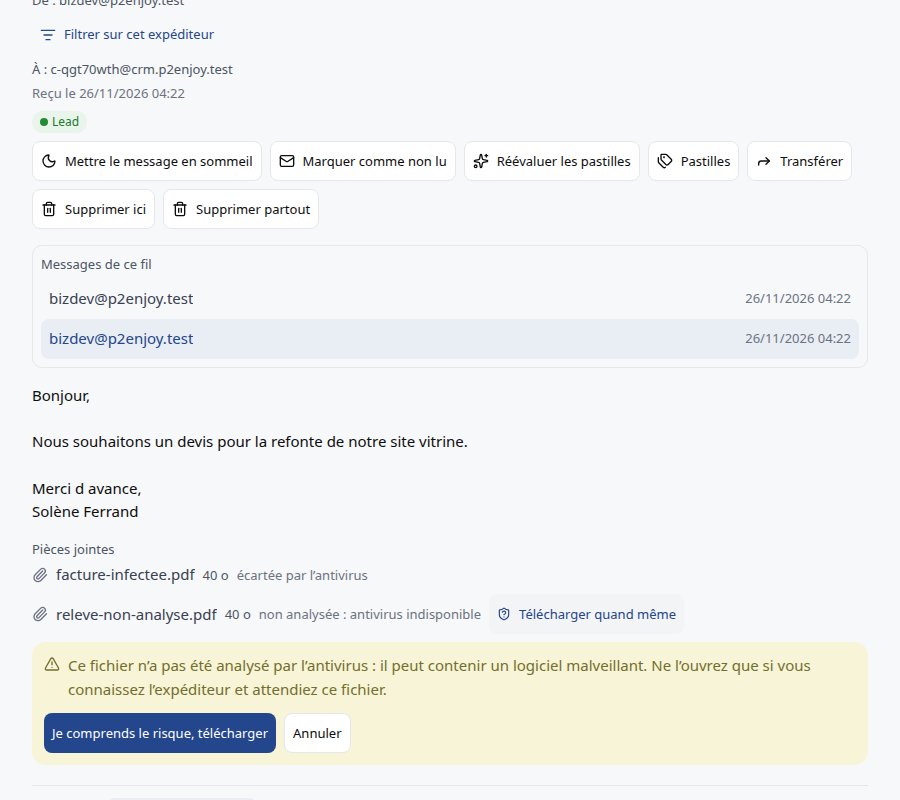 De : bizdev@p2enjoy.test
Filtrer sur cet expéditeur
À : c-qgt70wth@crm.p2enjoy.test
Reçu le 26/11/2026 04:22
Lead
Mettre le message en sommeil Marquer comme non lu Réévaluer les pastilles Pastilles Transférer
Supprimer ici Supprimer partout
Messages de ce fil
bizdev@p2enjoy.test 26/11/2026 04:22
bizdev@p2enjoy.test 26/11/2026 04:22
Bonjour,
Nous souhaitons un devis pour la refonte de notre site vitrine.
Merci d avance,
Solène Ferrand
Pièces jointes
facture-infectee.pdf 40 o écartée par l’antivirus
releve-non-analyse.pdf 40 o non analysée : antivirus indisponible Télécharger quand même
Ce fichier n’a pas été analysé par l’antivirus : il peut contenir un logiciel malveillant. Ne l’ouvrez que si vous
connaissez l’expéditeur et attendiez ce fichier.
Je comprends le risque, télécharger Annuler